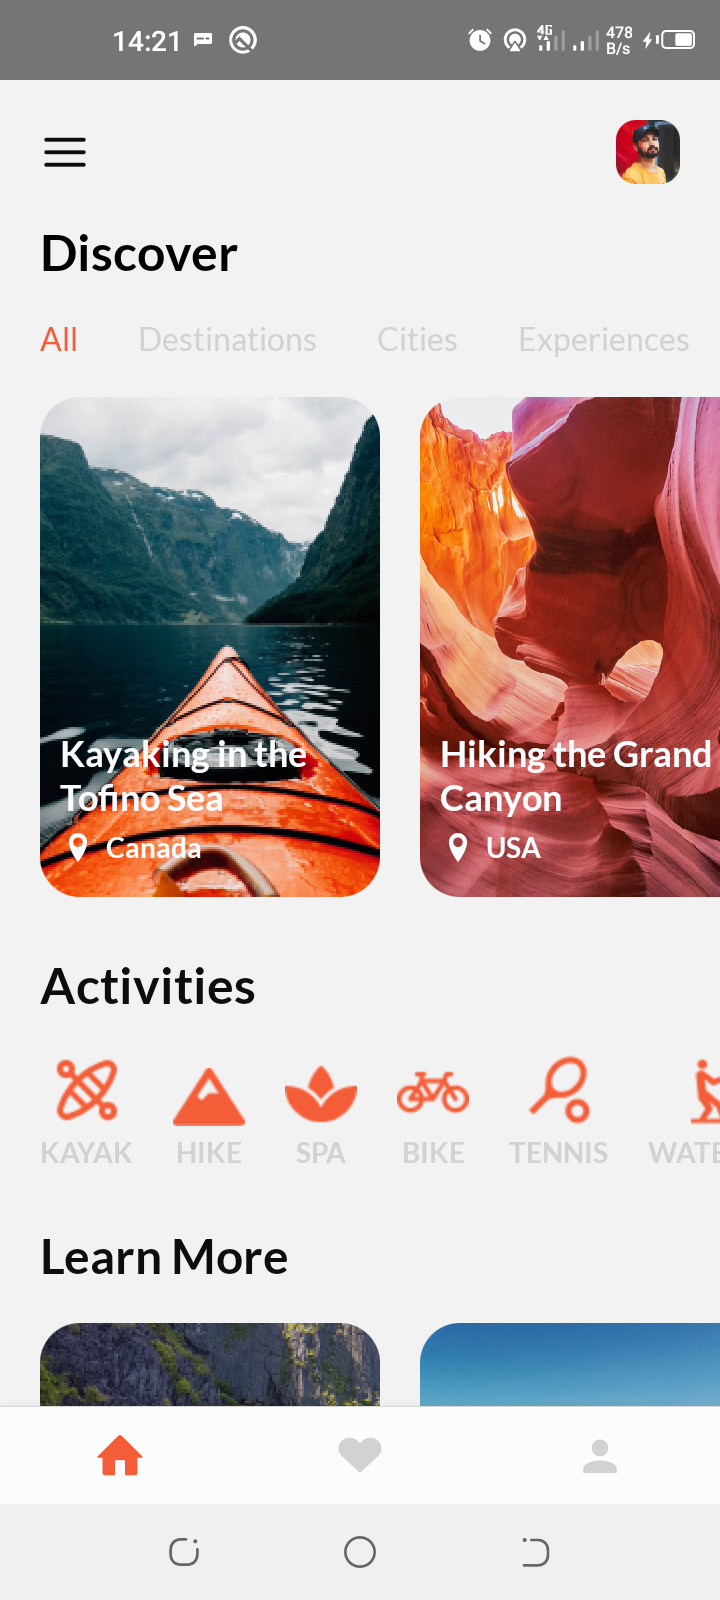 14:21
4G
478
B/s
Discover
All Destinations Cities Experiences
Kayaking in the
Tofino Sea
Canada
Hiking the Grand
Canyon
USA
Activities
KAYAK HIKE SPA BIKE TENNIS WATE
Learn More